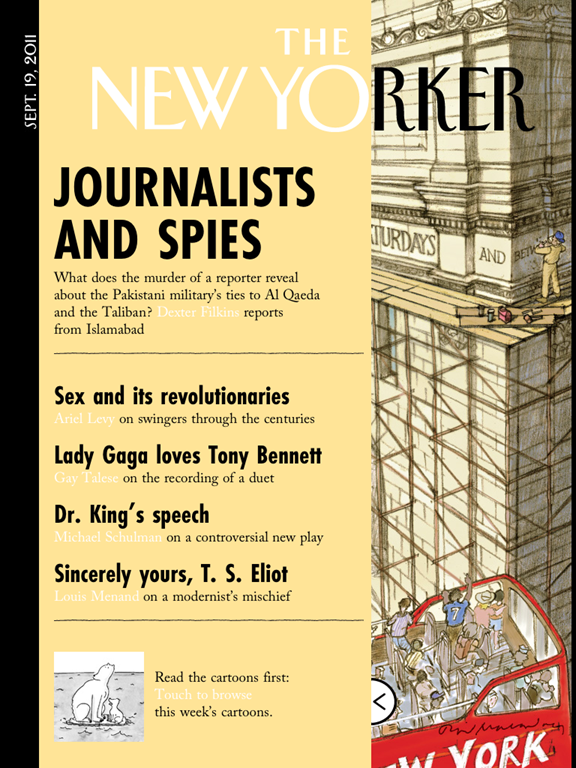 SEPT. 19, 2011
THE
NEW YORKER
JOURNALISTS
AND SPIES
What does the murder of a reporter reveal
about the Pakistani military's ties to Al Qaeda
and the Taliban? Dexter Filkins reports
from Islamabad
TURDAYS
AND BETW
Sex and its revolutionaries
Ariel Levy on swingers through the centuries
Lady Gaga loves Tony Bennett
Gay Talese on the recording of a duet
Dr. King's speech
Michael Schulman on a controversial new play
Sincerely yours, T. S. Eliot
Louis Menand on a modernist's mischief
7
Read the cartoons first:
Touch to browse
this week's cartoons.
EW YORK